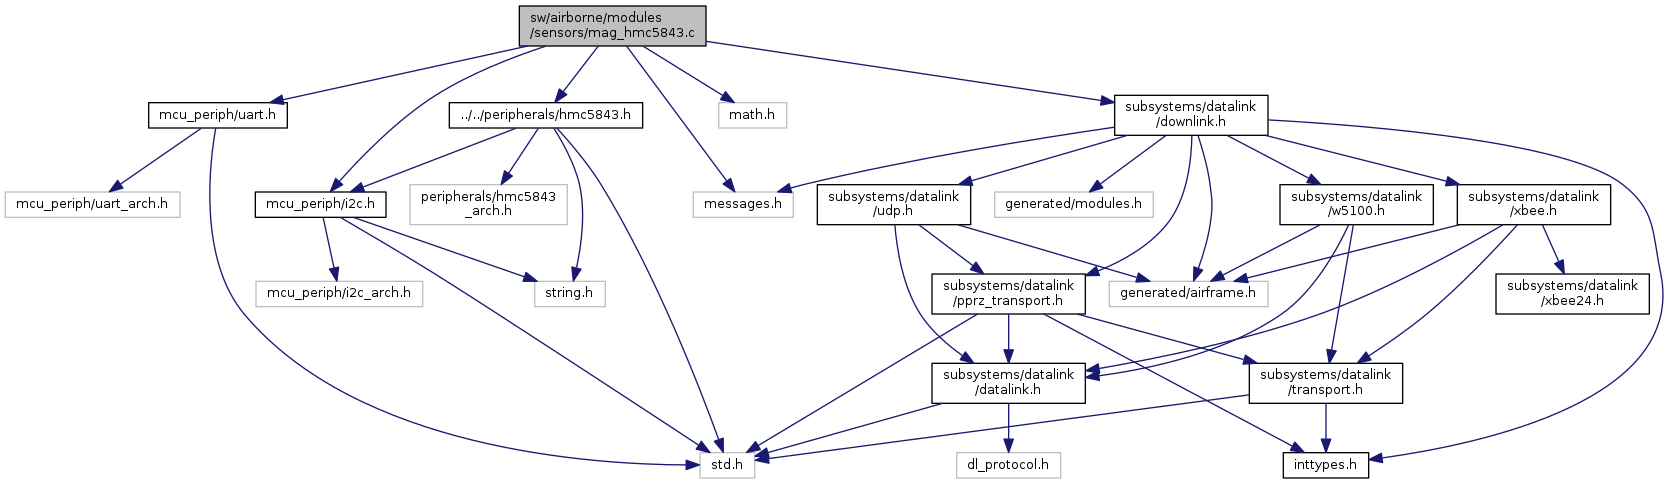 sw/airborne/modules
/sensors/mag_hmc5843.c
mcu_periph/uart.h
../../peripherals/hmc5843.h
math.h
subsystems/datalink
/downlink.h
mcu_periph/uart_arch.h
mcu_periph/i2c.h
peripherals/hmc5843
_arch.h
messages.h
subsystems/datalink
/udp.h
generated/modules.h
subsystems/datalink
/w5100.h
subsystems/datalink
/xbee.h
mcu_periph/i2c_arch.h
string.h
subsystems/datalink
/pprz_transport.h
generated/airframe.h
subsystems/datalink
/xbee24.h
subsystems/datalink
/datalink.h
subsystems/datalink
/transport.h
std.h
dl_protocol.h
inttypes.h